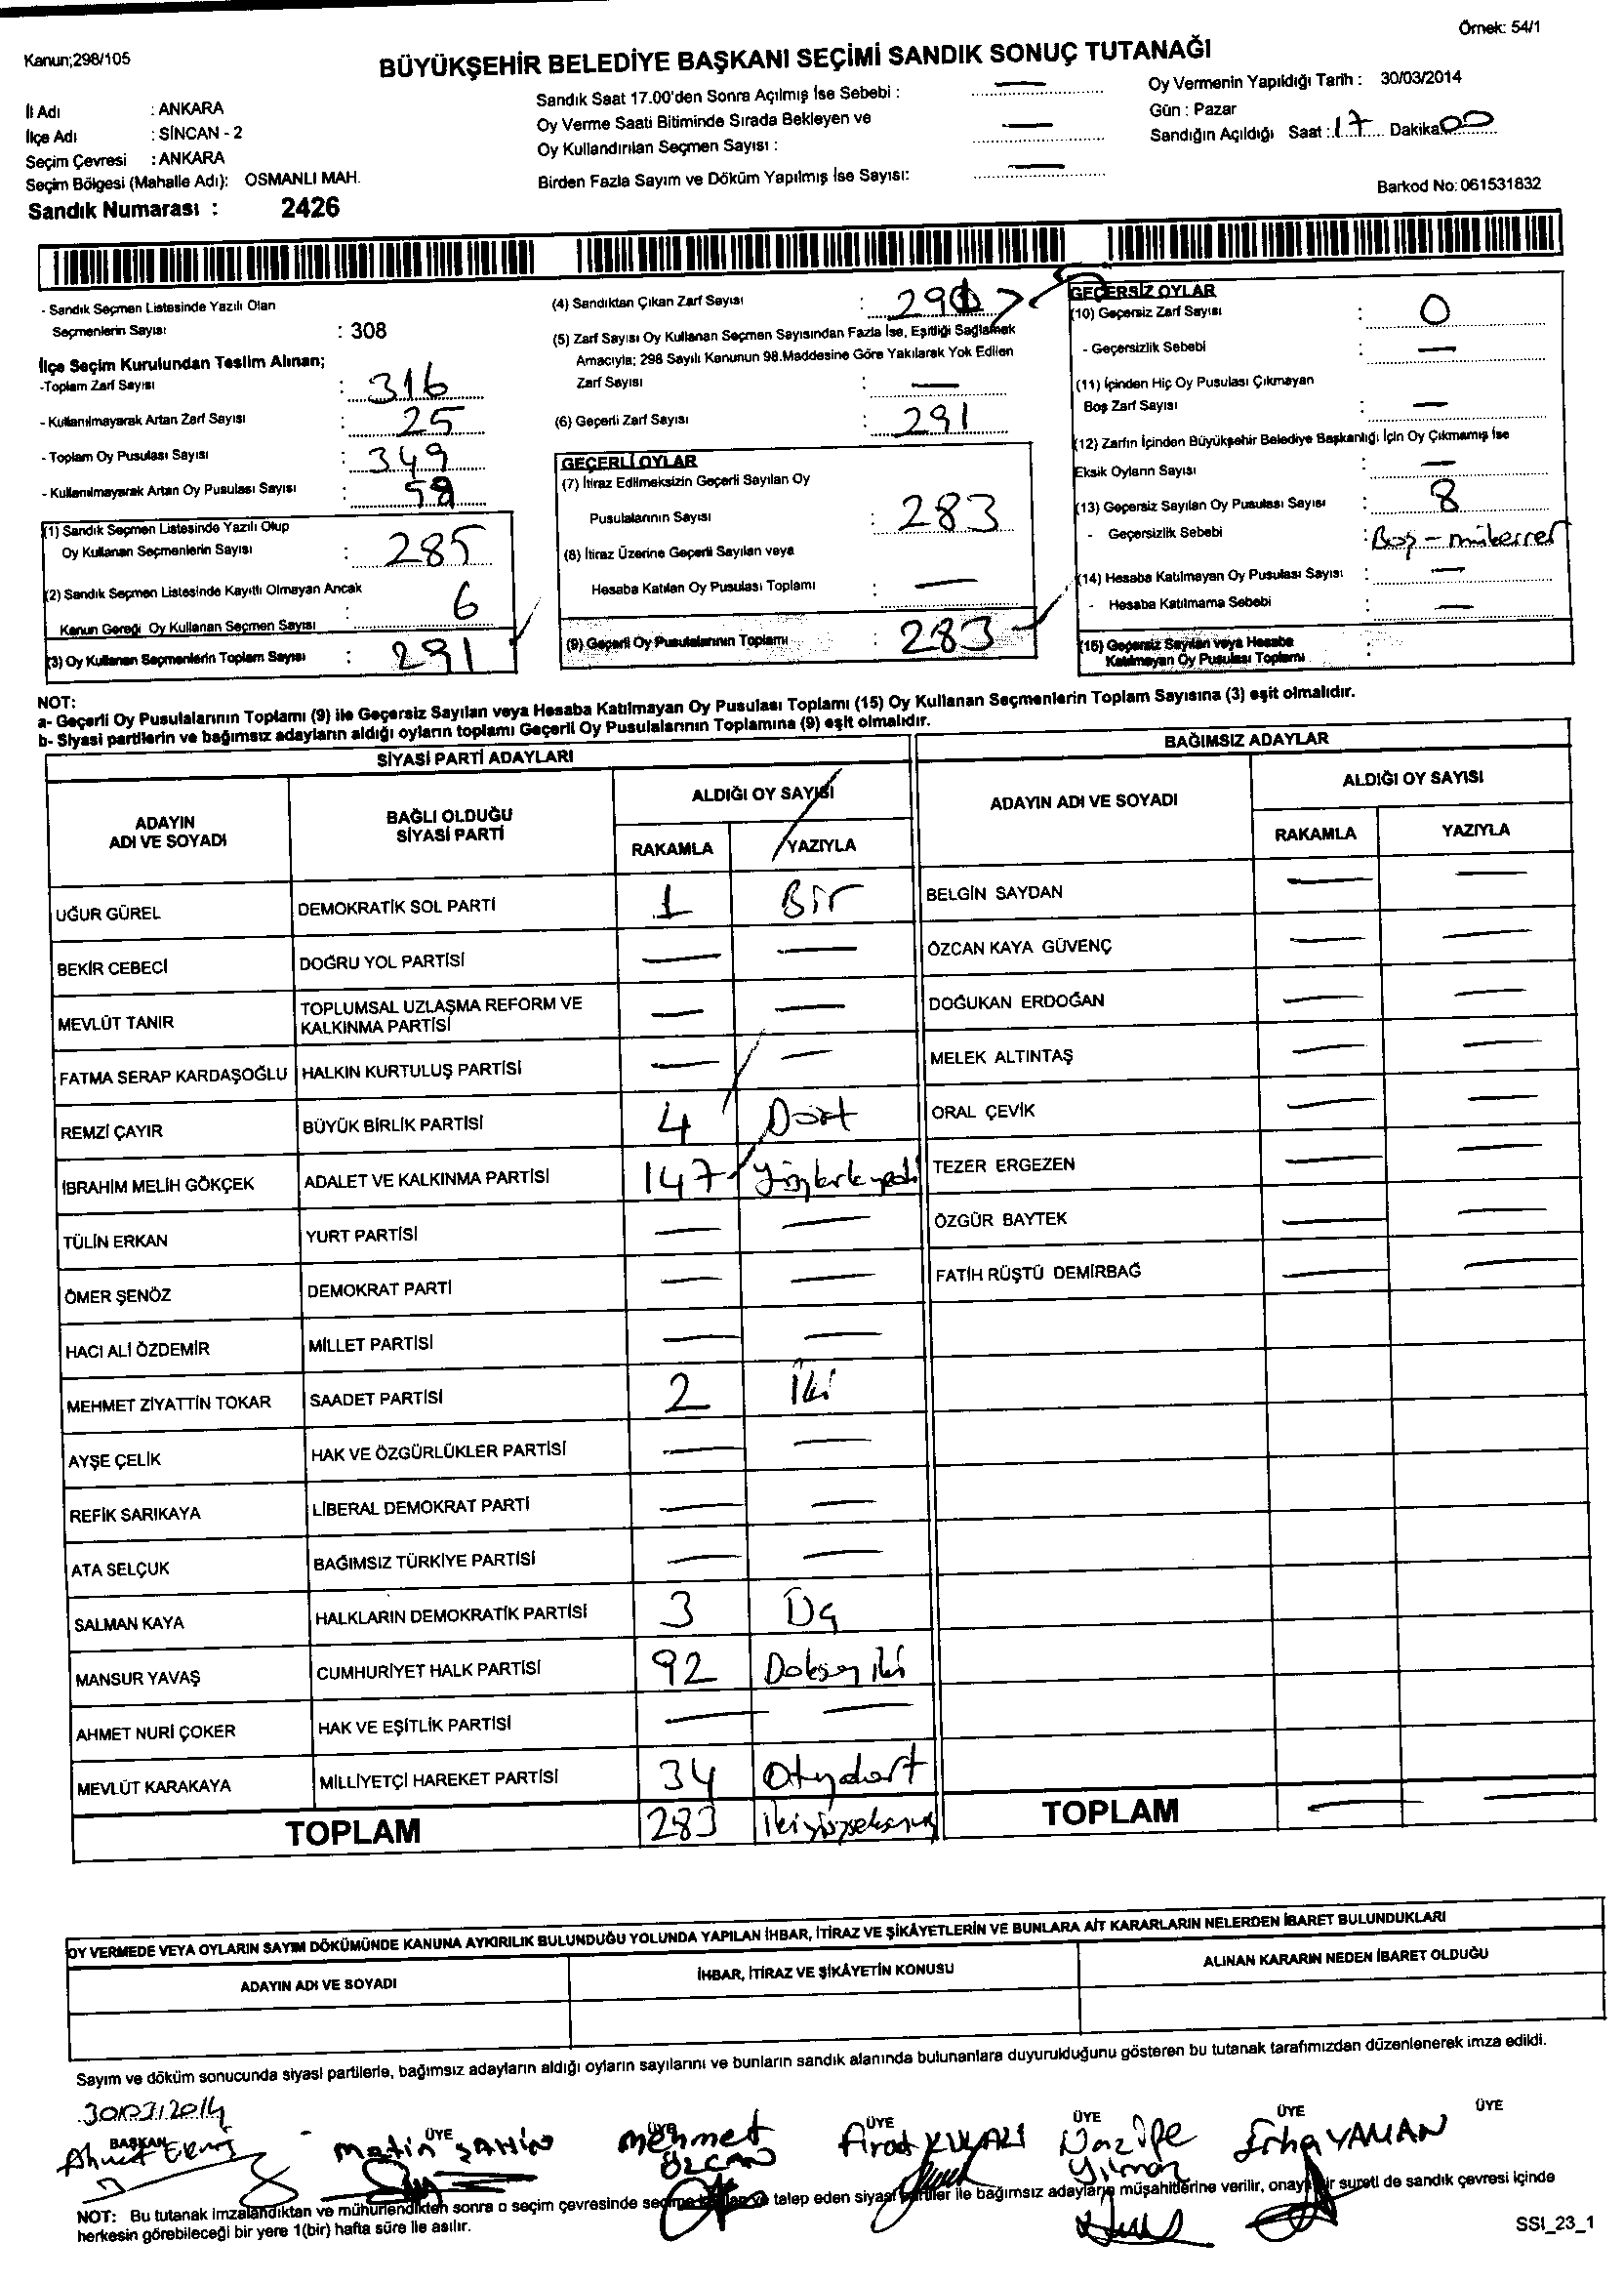 Örnek: 54/1
Kanun;298/105
BÜYÜKŞEHİR BELEDİYE BAŞKANI SEÇİMİ SANDIK SONUÇ TUTANAĞI
İl Adı : ANKARA
İlçe Adı : SİNCAN - 2
Seçim Çevresi : ANKARA
Seçim Bölgesi (Mahalle Adı): OSMANLI MAH.
Sandık Numarası : 2426
Sandık Saat 17.00'den Sonra Açılmış İse Sebebi : —
Oy Verme Saati Bitiminde Sırada Bekleyen ve
Oy Kullandırılan Seçmen Sayısı : —
Birden Fazla Sayım ve Döküm Yapılmış İse Sayısı: —
Oy Vermenin Yapıldığı Tarih : 30/03/2014
Gün : Pazar
Sandığın Açıldığı Saat : 17 Dakika 00
Barkod No: 061531832
- Sandık Seçmen Listesinde Yazılı Olan
Seçmenlerin Sayısı : 308
İlçe Seçim Kurulundan Teslim Alınan;
-Toplam Zarf Sayısı : 316
- Kullanılmayarak Artan Zarf Sayısı : 25
- Toplam Oy Pusulası Sayısı : 349
- Kullanılmayarak Artan Oy Pusulası Sayısı : 58
(1) Sandık Seçmen Listesinde Yazılı Olup
Oy Kullanan Seçmenlerin Sayısı : 285
(2) Sandık Seçmen Listesinde Kayıtlı Olmayan Ancak
Kanun Gereği Oy Kullanan Seçmen Sayısı : 6
(3) Oy Kullanan Seçmenlerin Toplam Sayısı : 291
(4) Sandıktan Çıkan Zarf Sayısı : 291
(5) Zarf Sayısı Oy Kullanan Seçmen Sayısından Fazla İse, Eşitliği Sağlamak
Amacıyla; 298 Sayılı Kanunun 98.Maddesine Göre Yakılarak Yok Edilen
Zarf Sayısı : —
(6) Geçerli Zarf Sayısı : 291
GEÇERLİ OYLAR
(7) İtiraz Edilmeksizin Geçerli Sayılan Oy
Pusulalarının Sayısı : 283
(8) İtiraz Üzerine Geçerli Sayılan veya
Hesaba Katılan Oy Pusulası Toplamı : —
(9) Geçerli Oy Pusulalarının Toplamı : 283
GEÇERSİZ OYLAR
(10) Geçersiz Zarf Sayısı : 0
- Geçersizlik Sebebi : —
(11) İçinden Hiç Oy Pusulası Çıkmayan
Boş Zarf Sayısı : —
(12) Zarfın İçinden Büyükşehir Belediye Başkanlığı İçin Oy Çıkmamış İse
Eksik Oyların Sayısı : —
(13) Geçersiz Sayılan Oy Pusulası Sayısı : 8
- Geçersizlik Sebebi : Boş - mükerrer
(14) Hesaba Katılmayan Oy Pusulası Sayısı : —
- Hesaba Katılmama Sebebi : —
(15) Geçersiz Sayılan veya Hesaba
Katılmayan Oy Pusulası Toplamı :
NOT:
a- Geçerli Oy Pusulalarının Toplamı (9) ile Geçersiz Sayılan veya Hesaba Katılmayan Oy Pusulası Toplamı (15) Oy Kullanan Seçmenlerin Toplam Sayısına (3) eşit olmalıdır.
b- Siyasi partilerin ve bağımsız adayların aldığı oyların toplamı Geçerli Oy Pusulalarının Toplamına (9) eşit olmalıdır.
SİYASİ PARTİ ADAYLARI
ADAYIN ADI VE SOYADI BAĞLI OLDUĞU SİYASİ PARTİ ALDIĞI OY SAYISI
RAKAMLA YAZIYLA
UĞUR GÜREL DEMOKRATİK SOL PARTİ 1 Bir
BEKİR CEBECİ DOĞRU YOL PARTİSİ — —
MEVLÜT TANIR TOPLUMSAL UZLAŞMA REFORM VE KALKINMA PARTİSİ — —
FATMA SERAP KARDAŞOĞLU HALKIN KURTULUŞ PARTİSİ — —
REMZİ ÇAYIR BÜYÜK BİRLİK PARTİSİ 4 Dört
İBRAHİM MELİH GÖKÇEK ADALET VE KALKINMA PARTİSİ 147 Yüzkırkyedi
TÜLİN ERKAN YURT PARTİSİ — —
ÖMER ŞENÖZ DEMOKRAT PARTİ — —
HACI ALİ ÖZDEMİR MİLLET PARTİSİ — —
MEHMET ZİYATTİN TOKAR SAADET PARTİSİ 2 İki
AYŞE ÇELİK HAK VE ÖZGÜRLÜKLER PARTİSİ — —
REFİK SARIKAYA LİBERAL DEMOKRAT PARTİ — —
ATA SELÇUK BAĞIMSIZ TÜRKİYE PARTİSİ — —
SALMAN KAYA HALKLARIN DEMOKRATİK PARTİSİ 3 Üç
MANSUR YAVAŞ CUMHURİYET HALK PARTİSİ 92 Doksan iki
AHMET NURİ ÇOKER HAK VE EŞİTLİK PARTİSİ — —
MEVLÜT KARAKAYA MİLLİYETÇİ HAREKET PARTİSİ 34 Otuzdört
TOPLAM 283 ikiyüzseksenüç
BAĞIMSIZ ADAYLAR
ADAYIN ADI VE SOYADI ALDIĞI OY SAYISI
RAKAMLA YAZIYLA
BELGİN SAYDAN — —
ÖZCAN KAYA GÜVENÇ — —
DOĞUKAN ERDOĞAN — —
MELEK ALTINTAŞ — —
ORAL ÇEVİK — —
TEZER ERGEZEN — —
ÖZGÜR BAYTEK — —
FATİH RÜŞTÜ DEMİRBAĞ — —
TOPLAM — —
OY VERMEDE VEYA OYLARIN SAYIM DÖKÜMÜNDE KANUNA AYKIRILIK BULUNDUĞU YOLUNDA YAPILAN İHBAR, İTİRAZ VE ŞİKÂYETLERİN VE BUNLARA AİT KARARLARIN NELERDEN İBARET BULUNDUKLARI
ADAYIN ADI VE SOYADI İHBAR, İTİRAZ VE ŞİKÂYETİN KONUSU ALINAN KARARIN NEDEN İBARET OLDUĞU
Sayım ve döküm sonucunda siyasi partilerle, bağımsız adayların aldığı oyların sayılarını ve bunların sandık alanında bulunanlara duyurulduğunu gösteren bu tutanak tarafımızdan düzenlenerek imza edildi.
30/03/2014
BAŞKAN ÜYE ÜYE ÜYE ÜYE ÜYE ÜYE
Ahmet Metin ŞAHİN Mehmet ÖZCAN Fırat Nazife Yılmaz YAMAN
NOT: Bu tutanak imzalandıktan ve mühürlendikten sonra o seçim çevresinde seçime katılan ve talep eden siyasi partiler ile bağımsız adayların müşahitlerine verilir, onaylı bir sureti de sandık çevresi içinde
herkesin görebileceği bir yere 1(bir) hafta süre ile asılır.
SSI_23_1